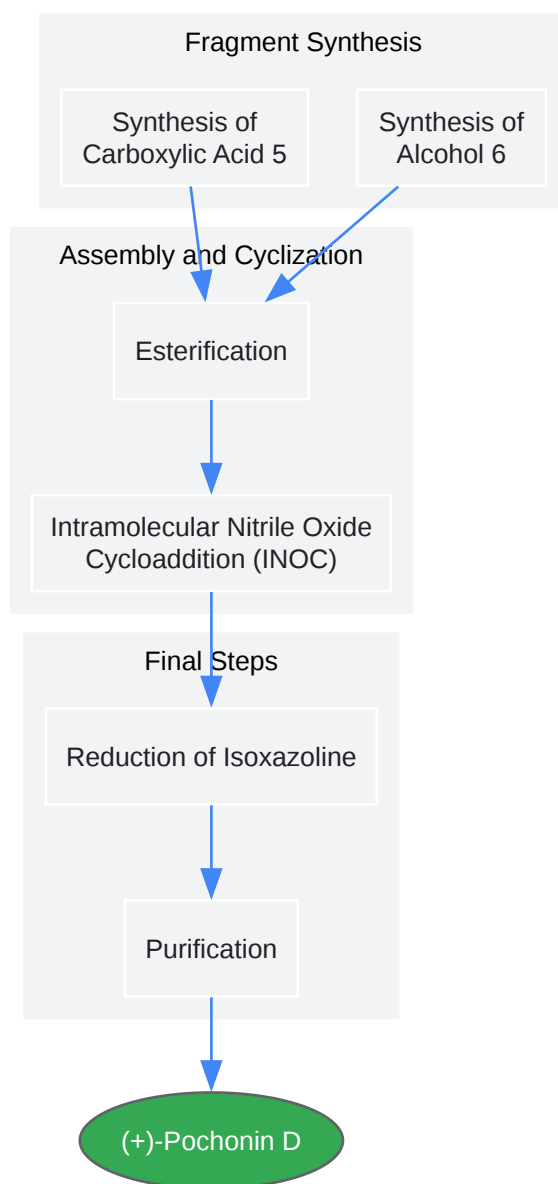 Fragment Synthesis
Synthesis of
Carboxylic Acid 5
Synthesis of
Alcohol 6
Assembly and Cyclization
Esterification
Intramolecular Nitrile Oxide
Cycloaddition (INOC)
Final Steps
Reduction of Isoxazoline
Purification
(+)-Pochonin D